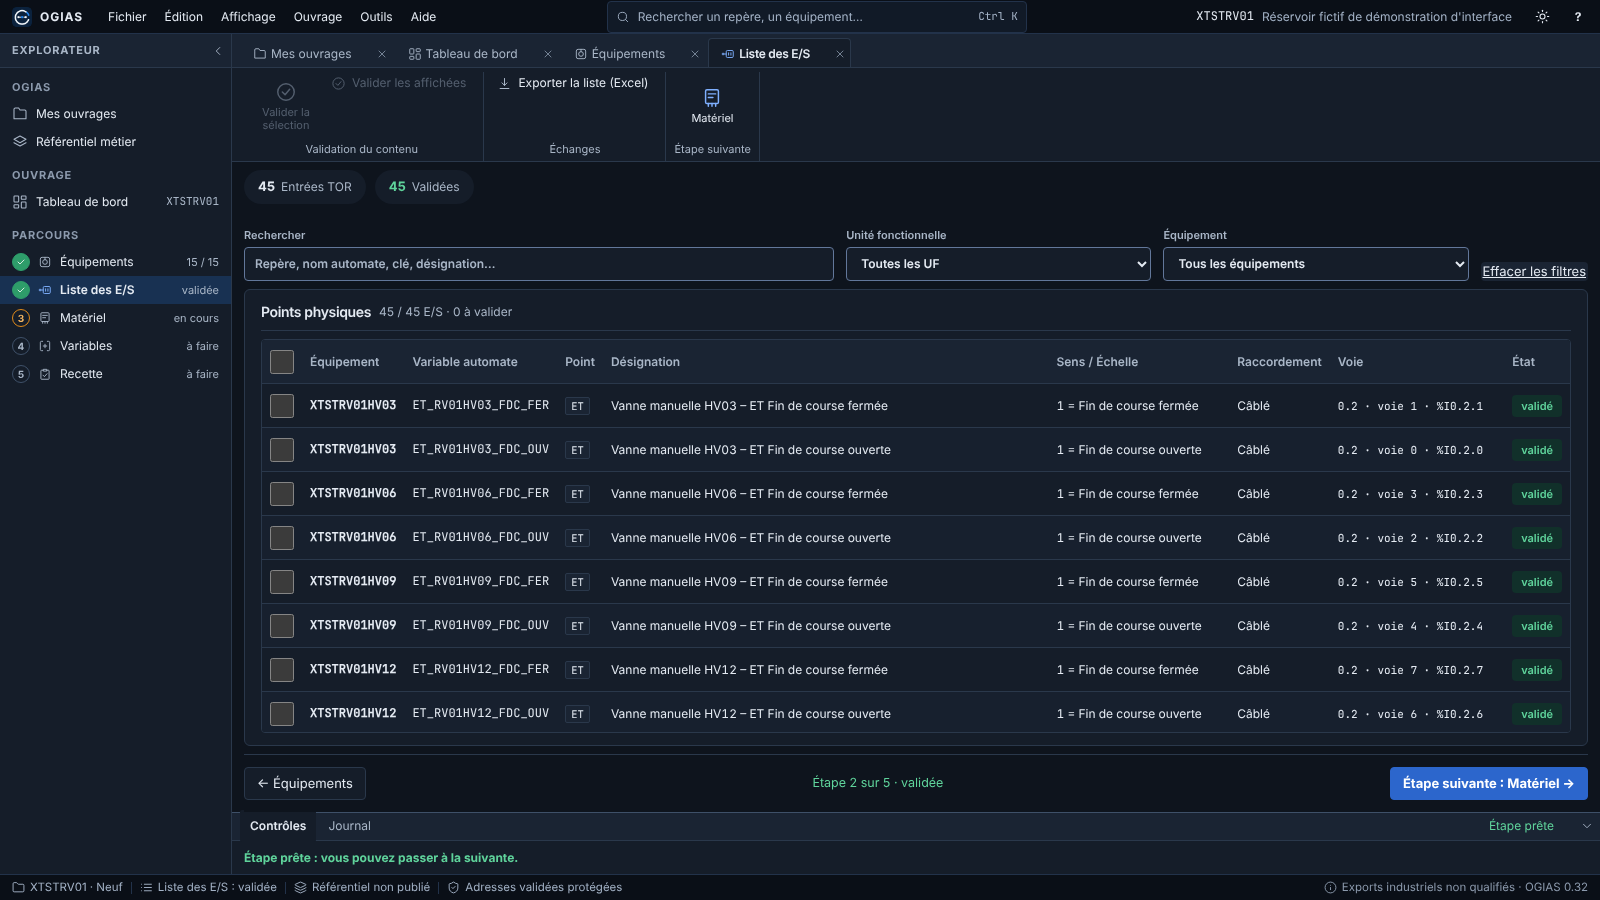 OGIAS Fichier Édition Affichage Ouvrage Outils Aide Rechercher un repère, un équipement... Ctrl K XTSTRV01 Réservoir fictif de démonstration d'interface ?
EXPLORATEUR
Mes ouvrages × Tableau de bord × Équipements × Liste des E/S ×
OGIAS
Mes ouvrages
Référentiel métier
OUVRAGE
Tableau de bord XTSTRV01
PARCOURS
Équipements 15 / 15
Liste des E/S validée
3 Matériel en cours
4 Variables à faire
5 Recette à faire
Valider la sélection
Valider les affichées
Validation du contenu
Exporter la liste (Excel)
Échanges
Matériel
Étape suivante
45 Entrées TOR 45 Validées
Rechercher Unité fonctionnelle Équipement
Repère, nom automate, clé, désignation... Toutes les UF Tous les équipements Effacer les filtres
Points physiques 45 / 45 E/S · 0 à valider
Équipement Variable automate Point Désignation Sens / Échelle Raccordement Voie État
XTSTRV01HV03 ET_RV01HV03_FDC_FER ET Vanne manuelle HV03 – ET Fin de course fermée 1 = Fin de course fermée Câblé 0.2 · voie 1 · %I0.2.1 validé
XTSTRV01HV03 ET_RV01HV03_FDC_OUV ET Vanne manuelle HV03 – ET Fin de course ouverte 1 = Fin de course ouverte Câblé 0.2 · voie 0 · %I0.2.0 validé
XTSTRV01HV06 ET_RV01HV06_FDC_FER ET Vanne manuelle HV06 – ET Fin de course fermée 1 = Fin de course fermée Câblé 0.2 · voie 3 · %I0.2.3 validé
XTSTRV01HV06 ET_RV01HV06_FDC_OUV ET Vanne manuelle HV06 – ET Fin de course ouverte 1 = Fin de course ouverte Câblé 0.2 · voie 2 · %I0.2.2 validé
XTSTRV01HV09 ET_RV01HV09_FDC_FER ET Vanne manuelle HV09 – ET Fin de course fermée 1 = Fin de course fermée Câblé 0.2 · voie 5 · %I0.2.5 validé
XTSTRV01HV09 ET_RV01HV09_FDC_OUV ET Vanne manuelle HV09 – ET Fin de course ouverte 1 = Fin de course ouverte Câblé 0.2 · voie 4 · %I0.2.4 validé
XTSTRV01HV12 ET_RV01HV12_FDC_FER ET Vanne manuelle HV12 – ET Fin de course fermée 1 = Fin de course fermée Câblé 0.2 · voie 7 · %I0.2.7 validé
XTSTRV01HV12 ET_RV01HV12_FDC_OUV ET Vanne manuelle HV12 – ET Fin de course ouverte 1 = Fin de course ouverte Câblé 0.2 · voie 6 · %I0.2.6 validé
← Équipements Étape 2 sur 5 · validée Étape suivante : Matériel →
Contrôles Journal Étape prête
Étape prête : vous pouvez passer à la suivante.
XTSTRV01 · Neuf Liste des E/S : validée Référentiel non publié Adresses validées protégées Exports industriels non qualifiés · OGIAS 0.32